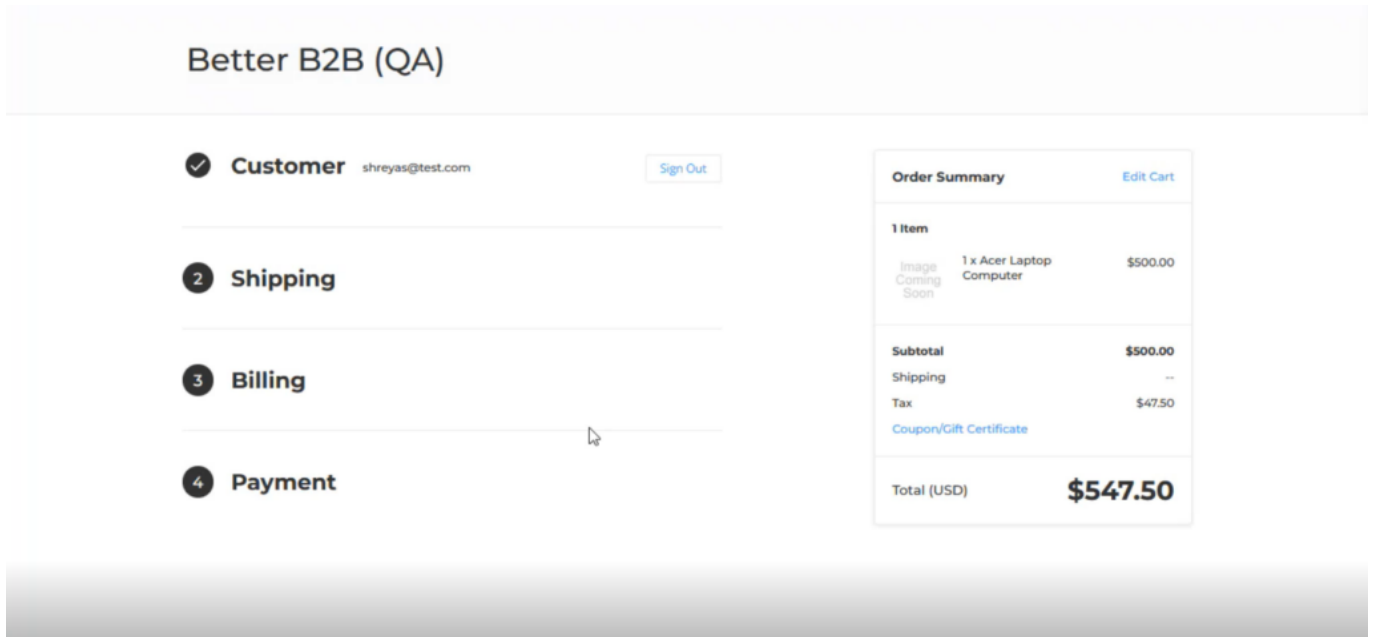 Better B2B (QA)
Customer shreyas@test.com Sign Out
2 Shipping
3 Billing
4 Payment
Order Summary Edit Cart
1 Item
Image
Coming
Soon
1 x Acer Laptop
Computer
$500.00
Subtotal $500.00
Shipping --
Tax $47.50
Coupon/Gift Certificate
Total (USD) $547.50